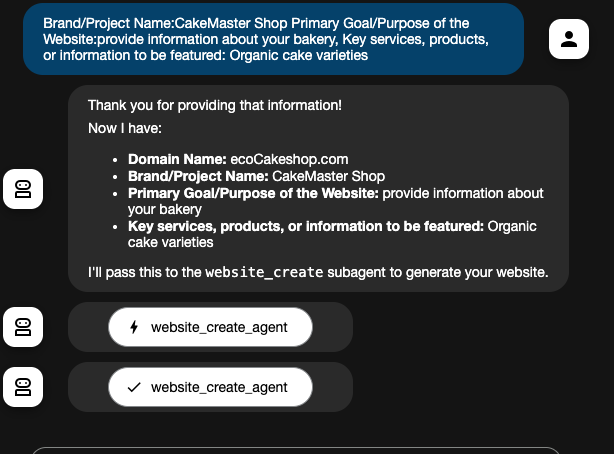 Brand/Project Name:CakeMaster Shop Primary Goal/Purpose of the
Website:provide information about your bakery, Key services, products,
or information to be featured: Organic cake varieties
Thank you for providing that information!
Now I have:
• Domain Name: ecoCakeshop.com
• Brand/Project Name: CakeMaster Shop
• Primary Goal/Purpose of the Website: provide information about
your bakery
• Key services, products, or information to be featured: Organic
cake varieties
I'll pass this to the website_create subagent to generate your website.
website_create_agent
website_create_agent